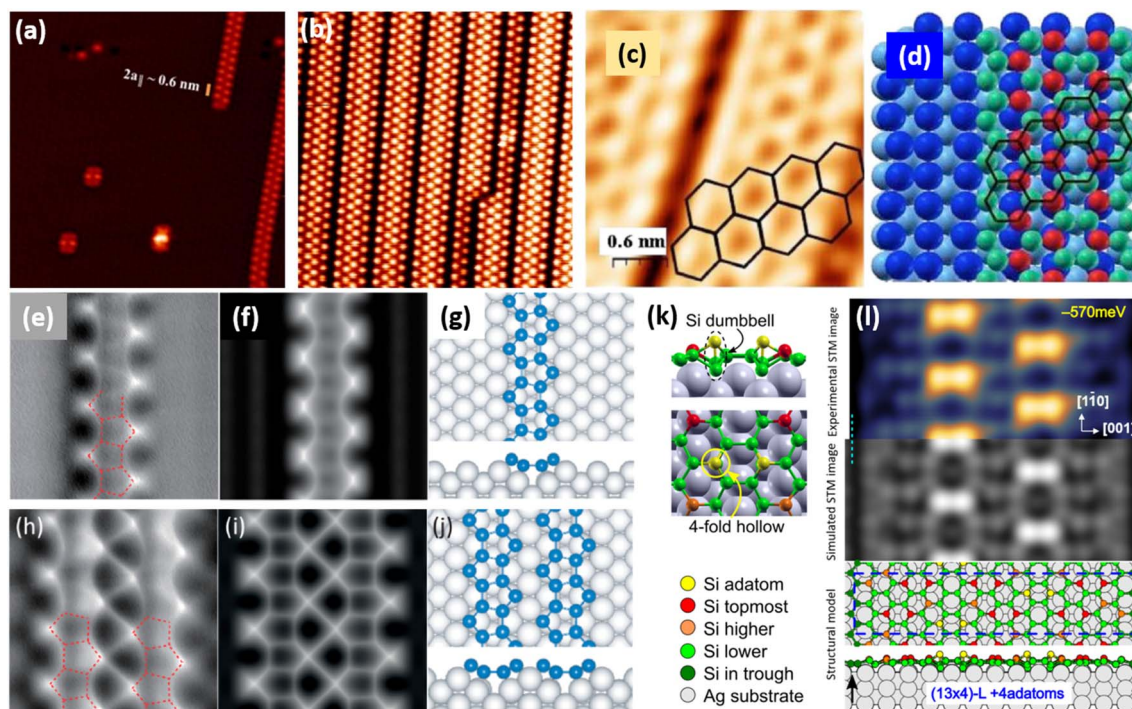 (a)
2a∥ ~ 0.6 nm
(b)
(c)
0.6 nm
(d)
(e)
(f)
(g)
(h)
(i)
(j)
(k)
Si dumbbell
4-fold hollow
Si adatom
Si topmost
Si higher
Si lower
Si in trough
Ag substrate
(l)
–570meV
[11̄0]
[001]
Experimental STM image
Simulated STM image
Structural model
(13x4)-L +4adatoms